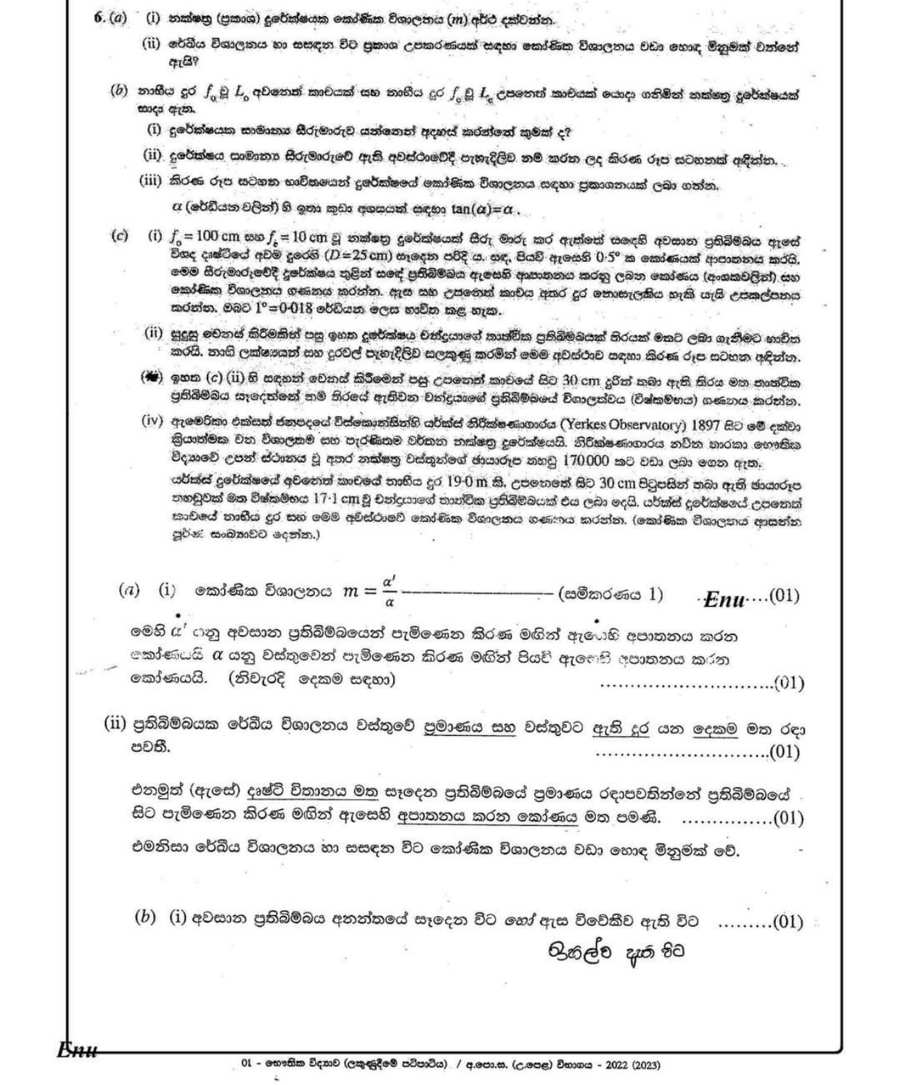 6. (a) (i) නක්ෂත්‍ර (ප්‍රකාශ) දුරේක්ෂයක කෝණික විශාලනය (m) අර්ථ දක්වන්න.
(ii) රේඛීය විශාලනය හා සසඳන විට ප්‍රකාශ උපකරණයක් සඳහා කෝණික විශාලනය වඩා හොඳ මිනුමක් වන්නේ
ඇයි?
(b) නාභීය දුර fo වූ Lo අවනෙත් කාචයක් සහ නාභීය දුර fe වූ Le උපනෙත් කාචයක් යොදා ගනිමින් නක්ෂත්‍ර දුරේක්ෂයක්
සාදා ඇත.
(i) දුරේක්ෂයක සාමාන්‍ය සීරුමාරුව යන්නෙන් අදහස් කරන්නේ කුමක් ද?
(ii) දුරේක්ෂය සාමාන්‍ය සීරුමාරුවේ ඇති අවස්ථාවේදී පැහැදිලිව නම් කරන ලද කිරණ රූප සටහනක් අඳින්න.
(iii) කිරණ රූප සටහන භාවිතයෙන් දුරේක්ෂයේ කෝණික විශාලනය සඳහා ප්‍රකාශනයක් ලබා ගන්න.
α (රේඩියන වලින්) හි ඉතා කුඩා අගයයක් සඳහා tan(α)=α .
(c) (i) fo = 100 cm සහ fe = 10 cm වූ නක්ෂත්‍ර දුරේක්ෂයක් සීරු මාරු කර ඇත්තේ සඳෙහි අවසාන ප්‍රතිබිම්බය ඇසේ
විශද දෘෂ්ටියේ අවම දුරෙහි (D=25 cm) සෑදෙන පරිදි ය. සඳ, පියවි ඇසෙහි 0·5° ක කෝණයක් ආපාතනය කරයි.
මෙම සීරුමාරුවේදී දුරේක්ෂය තුළින් සඳේ ප්‍රතිබිම්බය ඇසෙහි ආපාතනය කරනු ලබන කෝණය (අංශකවලින්) සහ
කෝණික විශාලනය ගණනය කරන්න. ඇස සහ උපනෙත් කාචය අතර දුර නොසැලකිය හැකි යැයි උපකල්පනය
කරන්න. ඔබට 1°=0·018 රේඩියන ලෙස භාවිත කළ හැක.
(ii) සුදුසු වෙනස් කිරීමකින් පසු ඉහත දුරේක්ෂය චන්ද්‍රයාගේ තාත්වික ප්‍රතිබිම්බයක් තිරයක් මතට ලබා ගැනීමට භාවිත
කරයි. නාභි ලක්ෂ්‍යයන් සහ දුරවල් පැහැදිලිව සලකුණු කරමින් මෙම අවස්ථාව සඳහා කිරණ රූප සටහන අඳින්න.
ඉහත (c) (ii) හි සඳහන් වෙනස් කිරීමෙන් පසු උපනෙත් කාචයේ සිට 30 cm දුරින් තබා ඇති තිරය මත තාත්වික
ප්‍රතිබිම්බය සෑදෙන්නේ නම් තිරයේ ඇතිවන චන්ද්‍රයාගේ ප්‍රතිබිම්බයේ විශාලත්වය (විෂ්කම්භය) ගණනය කරන්න.
(iv) ඇමෙරිකා එක්සත් ජනපදයේ විස්කොන්සින්හි යර්ක්ස් නිරීක්ෂණාගාරය (Yerkes Observatory) 1897 සිට මේ දක්වා
ක්‍රියාත්මක වන විශාලතම සහ පැරණිතම වර්තන නක්ෂත්‍ර දුරේක්ෂයයි. නිරීක්ෂණාගාරය නවීන තාරකා භෞතික
විද්‍යාවේ උපන් ස්ථානය වූ අතර නක්ෂත්‍ර වස්තූන්ගේ ඡායාරූප තහඩු 170000 කට වඩා ලබා ගෙන ඇත.
යර්ක්ස් දුරේක්ෂයේ අවනෙත් කාචයේ නාභීය දුර 19·0 m කි. උපනෙතේ සිට 30 cm පිටුපසින් තබා ඇති ඡායාරූප
තහඩුවක් මත විෂ්කම්භය 17·1 cm වූ චන්ද්‍රයාගේ තාත්වික ප්‍රතිබිම්බයක් එය ලබා දෙයි. යර්ක්ස් දුරේක්ෂයේ උපනෙත්
කාචයේ නාභීය දුර සහ මෙම අවස්ථාවේ කෝණික විශාලනය ගණනය කරන්න. (කෝණික විශාලනය ආසන්න
පූර්ණ සංඛ්‍යාවට දෙන්න.)
(a) (i) කෝණික විශාලනය m = α′/α ———————— (සමීකරණය 1) Enu....(01)
මෙහි α′ යනු අවසාන ප්‍රතිබිම්බයෙන් පැමිණෙන කිරණ මඟින් ඇසෙහි අපාතනය කරන
කෝණයයි α යනු වස්තුවෙන් පැමිණෙන කිරණ මඟින් පියවි ඇසෙහි අපාතනය කරන
කෝණයයි. (නිවැරදි දෙකම සඳහා) .............................(01)
(ii) ප්‍රතිබිම්බයක රේඛීය විශාලනය වස්තුවේ ප්‍රමාණය සහ වස්තුවට ඇති දුර යන දෙකම මත රඳා
පවතී. .............................(01)
එනමුත් (ඇසේ) දෘෂ්ටි විතානය මත සෑදෙන ප්‍රතිබිම්බයේ ප්‍රමාණය රඳාපවතින්නේ ප්‍රතිබිම්බයේ
සිට පැමිණෙන කිරණ මඟින් ඇසෙහි අපාතනය කරන කෝණය මත පමණි. ...............(01)
එමනිසා රේඛීය විශාලනය හා සසඳන විට කෝණික විශාලනය වඩා හොඳ මිනුමක් වේ.
(b) (i) අවසාන ප්‍රතිබිම්බය අනන්තයේ සෑදෙන විට හෝ ඇස විවේකීව ඇති විට .........(01)
ඇති විට
Enu
01 - භෞතික විද්‍යාව (ලකුණුදීමේ පටිපාටිය) / අ.පො.ස. (උ.පෙළ) විභාගය - 2022 (2023)